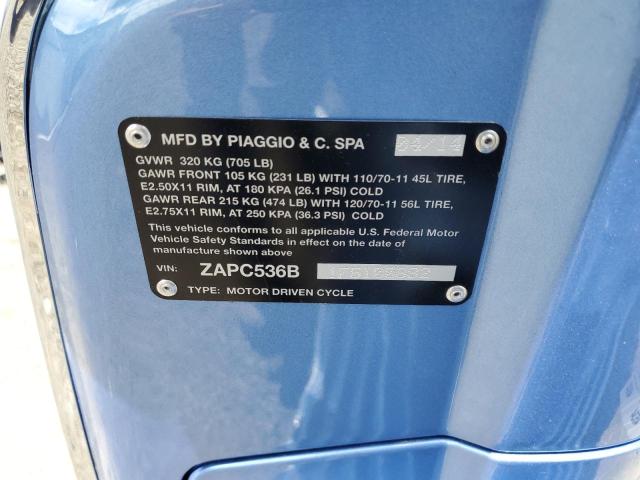 MFD BY PIAGGIO & C. SPA 04/14
GVWR 320 KG (705 LB)
GAWR FRONT 105 KG (231 LB) WITH 110/70-11 45L TIRE,
E2.50X11 RIM, AT 180 KPA (26.1 PSI) COLD
GAWR REAR 215 KG (474 LB) WITH 120/70-11 56L TIRE,
E2.75X11 RIM, AT 250 KPA (36.3 PSI) COLD
This vehicle conforms to all applicable U.S. Federal Motor
Vehicle Safety Standards in effect on the date of
manufacture shown above
VIN: ZAPC536B
TYPE: MOTOR DRIVEN CYCLE